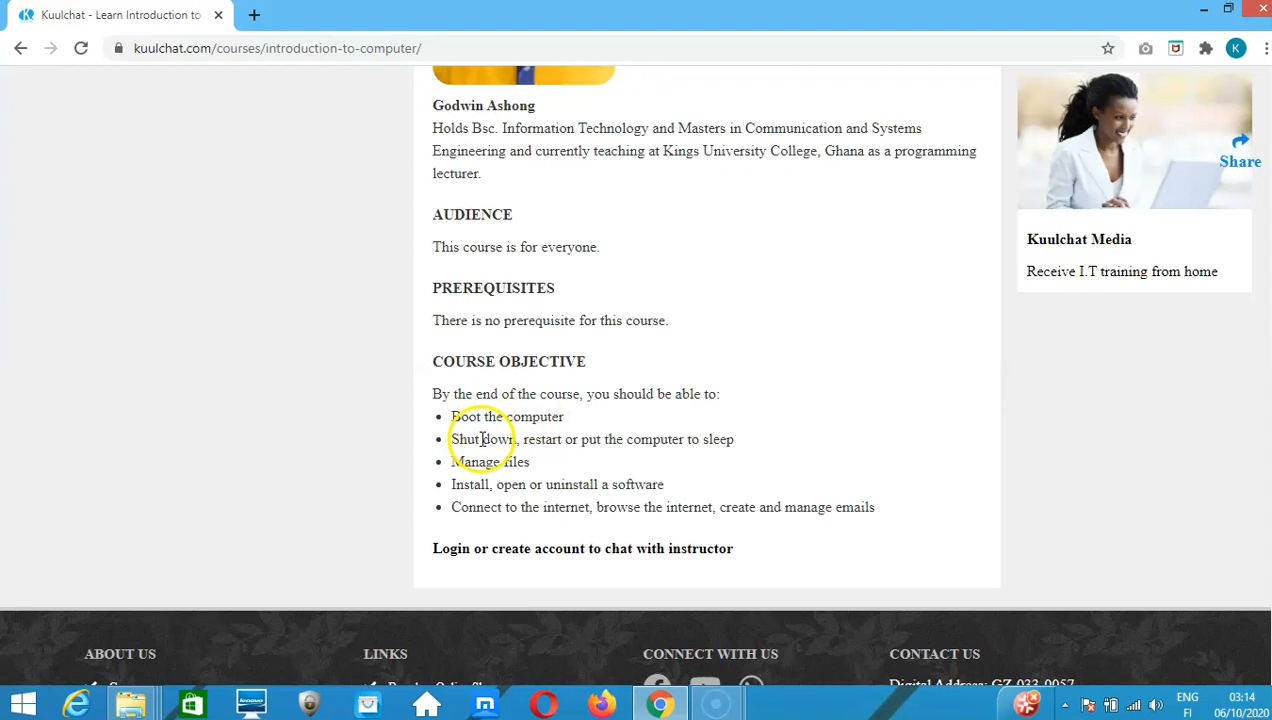 Kuulchat - Learn Introduction to
kuulchat.com/courses/introduction-to-computer/
K
Godwin Ashong
Holds Bsc. Information Technology and Masters in Communication and Systems
Engineering and currently teaching at Kings University College, Ghana as a programming
lecturer.
AUDIENCE
This course is for everyone.
PREREQUISITES
There is no prerequisite for this course.
COURSE OBJECTIVE
By the end of the course, you should be able to:
Boot the computer
Shut down, restart or put the computer to sleep
Manage files
Install, open or uninstall a software
Connect to the internet, browse the internet, create and manage emails
Login or create account to chat with instructor
Share
Kuulchat Media
Receive I.T training from home
ABOUT US
LINKS
CONNECT WITH US
CONTACT US
Digital Address: GZ-033-9957
ENG
FI
03:14
06/10/2020